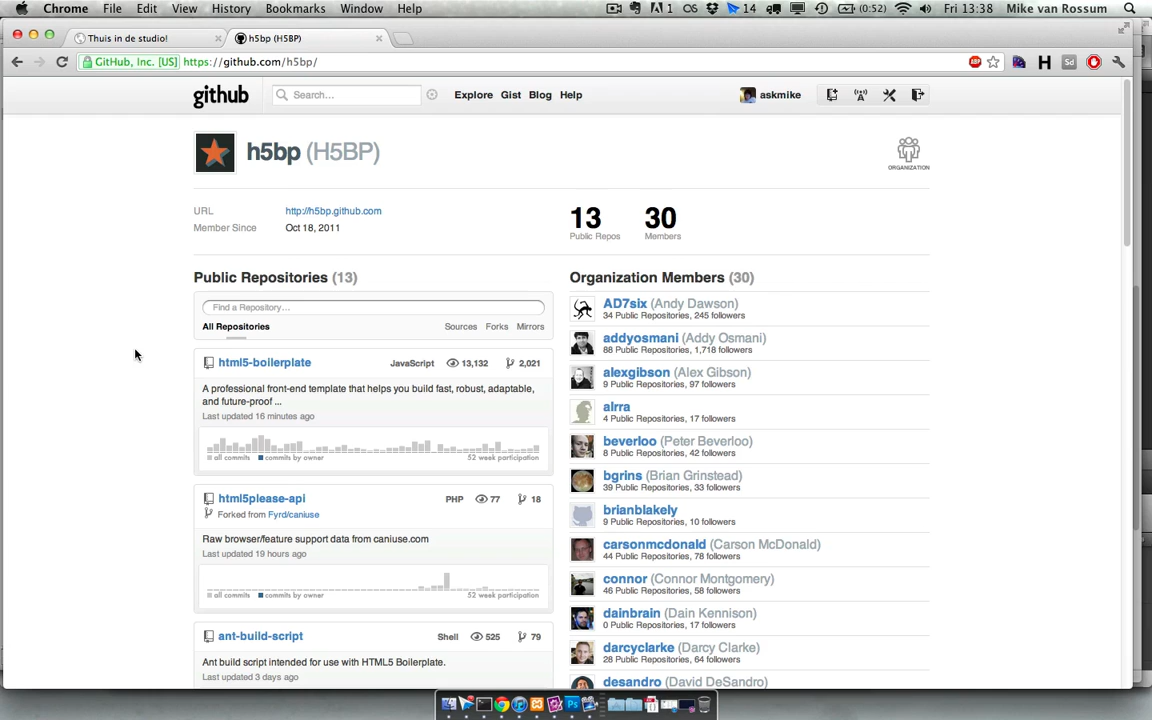 Chrome File Edit View History Bookmarks Window Help 1 14 (0:52) Fri 13:38 Mike van Rossum
Thuis in de studio! × h5bp (H5BP) ×
GitHub, Inc. [US] https://github.com/h5bp/ ABP H Sd
github Search... Explore Gist Blog Help askmike
h5bp (H5BP)
ORGANIZATION
URL http://h5bp.github.com
Member Since Oct 18, 2011
13 Public Repos
30 Members
Public Repositories (13)
Find a Repository…
All Repositories Sources Forks Mirrors
html5-boilerplate JavaScript 13,132 2,021
A professional front-end template that helps you build fast, robust, adaptable,
and future-proof ...
Last updated 16 minutes ago
all commits commits by owner 52 week participation
html5please-api PHP 77 18
Forked from Fyrd/caniuse
Raw browser/feature support data from caniuse.com
Last updated 19 hours ago
all commits commits by owner 52 week participation
ant-build-script Shell 525 79
Ant build script intended for use with HTML5 Boilerplate.
Last updated 3 days ago
Organization Members (30)
AD7six (Andy Dawson)
34 Public Repositories, 245 followers
addyosmani (Addy Osmani)
88 Public Repositories, 1,718 followers
alexgibson (Alex Gibson)
9 Public Repositories, 97 followers
alrra
4 Public Repositories, 17 followers
beverloo (Peter Beverloo)
8 Public Repositories, 42 followers
bgrins (Brian Grinstead)
39 Public Repositories, 33 followers
brianblakely
9 Public Repositories, 10 followers
carsonmcdonald (Carson McDonald)
44 Public Repositories, 78 followers
connor (Connor Montgomery)
46 Public Repositories, 58 followers
dainbrain (Dain Kennison)
0 Public Repositories, 17 followers
darcyclarke (Darcy Clarke)
28 Public Repositories, 64 followers
desandro (David DeSandro)